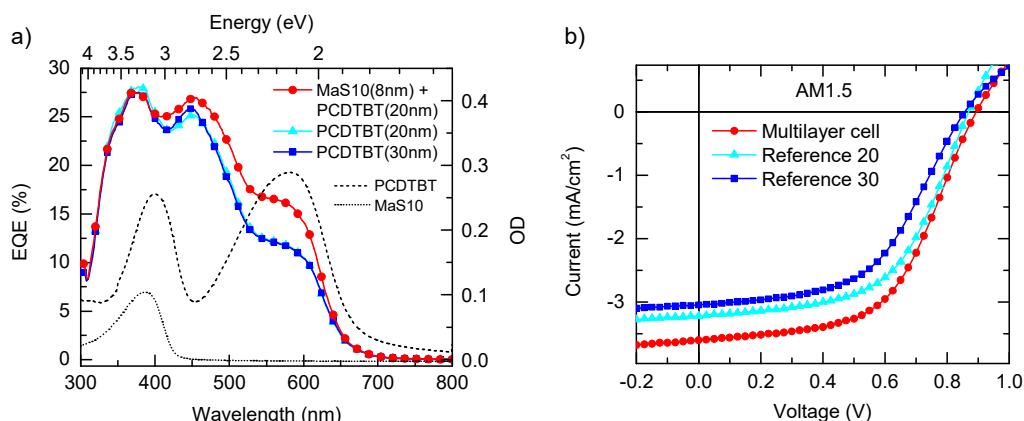 a)
Energy (eV)
4 3.5 3 2.5 2
30
25
20
15
10
5
0
EQE (%)
MaS10(8nm) +
PCDTBT(20nm)
PCDTBT(20nm)
PCDTBT(30nm)
PCDTBT
MaS10
0.4
0.3
0.2
0.1
0.0
OD
300 400 500 600 700 800
Wavelength (nm)
b)
AM1.5
Multilayer cell
Reference 20
Reference 30
0
-1
-2
-3
Current (mA/cm²)
-0.2 0.0 0.2 0.4 0.6 0.8 1.0
Voltage (V)